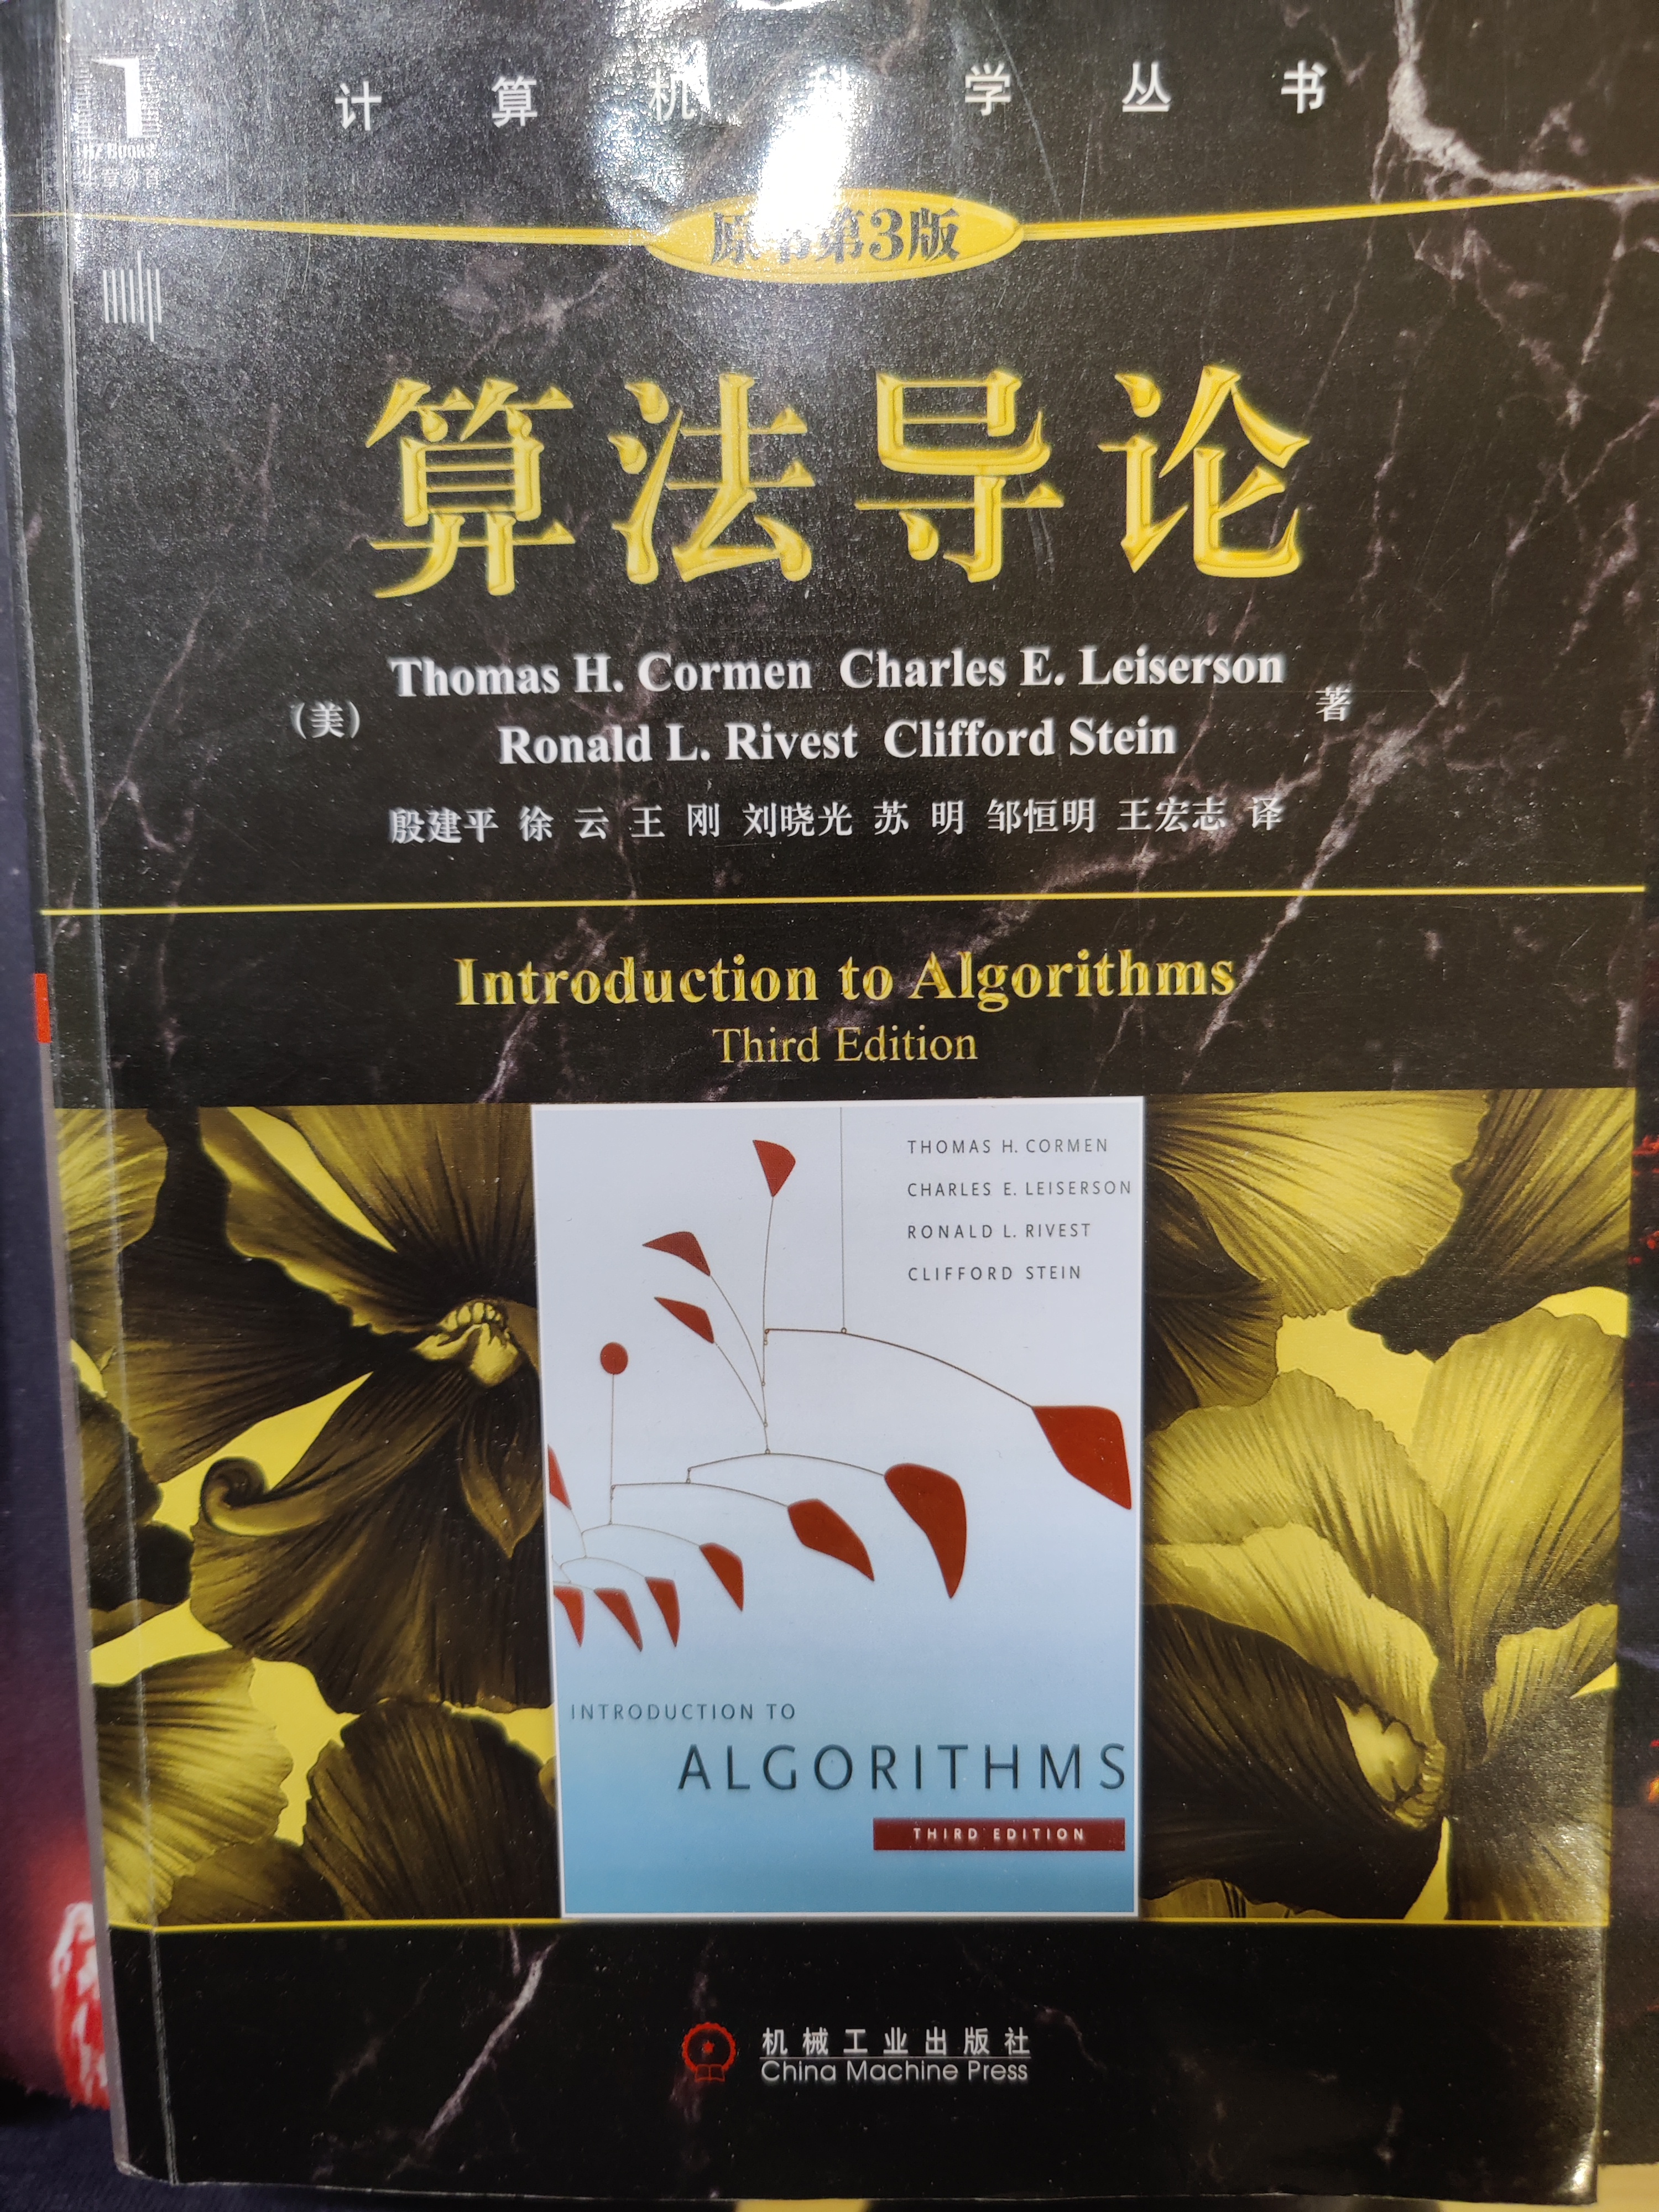 计算机科学丛书
HZ Books
原书第3版
算法导论
Thomas H. Cormen Charles E. Leiserson
(美) 著
Ronald L. Rivest Clifford Stein
殷建平 徐 云 王 刚 刘晓光 苏 明 邹恒明 王宏志 译
Introduction to Algorithms
Third Edition
THOMAS H. CORMEN
CHARLES E. LEISERSON
RONALD L. RIVEST
CLIFFORD STEIN
INTRODUCTION TO
ALGORITHMS
THIRD EDITION
机械工业出版社
China Machine Press